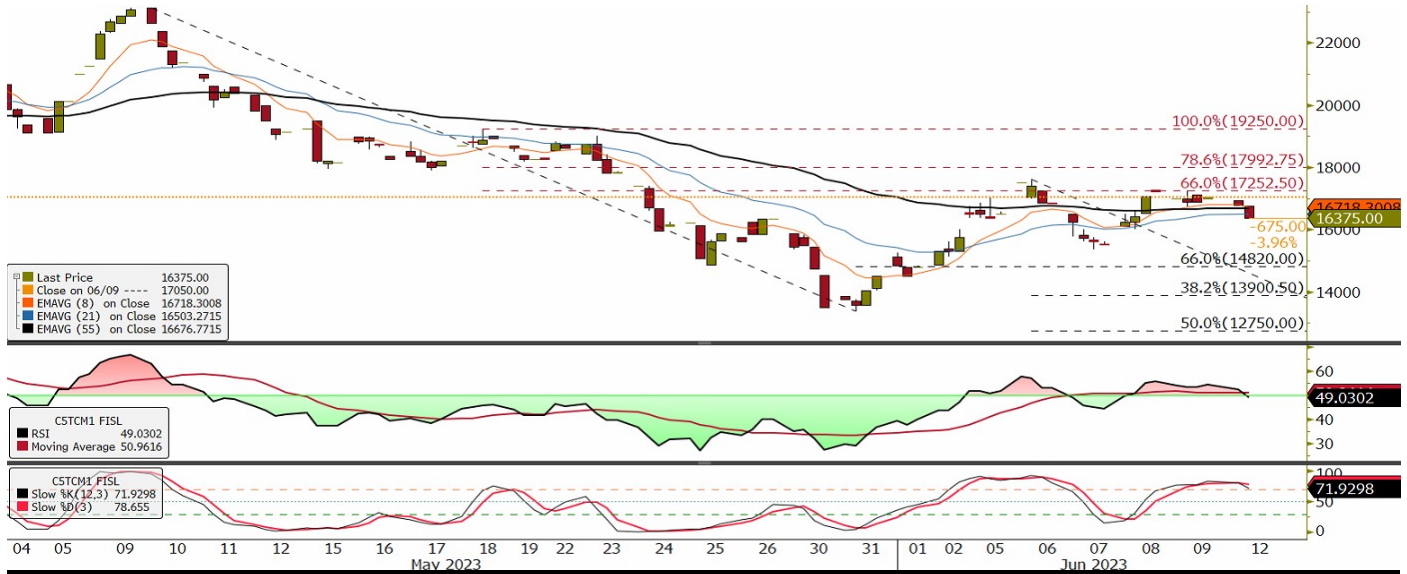 22000
20000
100.0%(19250.00)
78.6%(17992.75)
18000
66.0%(17252.50)
16718.3008
16375.00
16000
-675.00
-3.96%
66.0%(14820.00)
14000
38.2%(13900.50)
50.0%(12750.00)
Last Price 16375.00
Close on 06/09 ---- 17050.00
EMAVG (8) on Close 16718.3008
EMAVG (21) on Close 16503.2715
EMAVG (55) on Close 16676.7715
60
49.0302
40
30
C5TCM1 FISL
RSI 49.0302
Moving Average 50.9616
100
71.9298
50
0
C5TCM1 FISL
Slow %K(12,3) 71.9298
Slow %D(3) 78.655
04 05 09 10 11 12 15 16 17 18 19 22 23 24 25 26 30 31 01 02 05 06 07 08 09 12
May 2023 Jun 2023